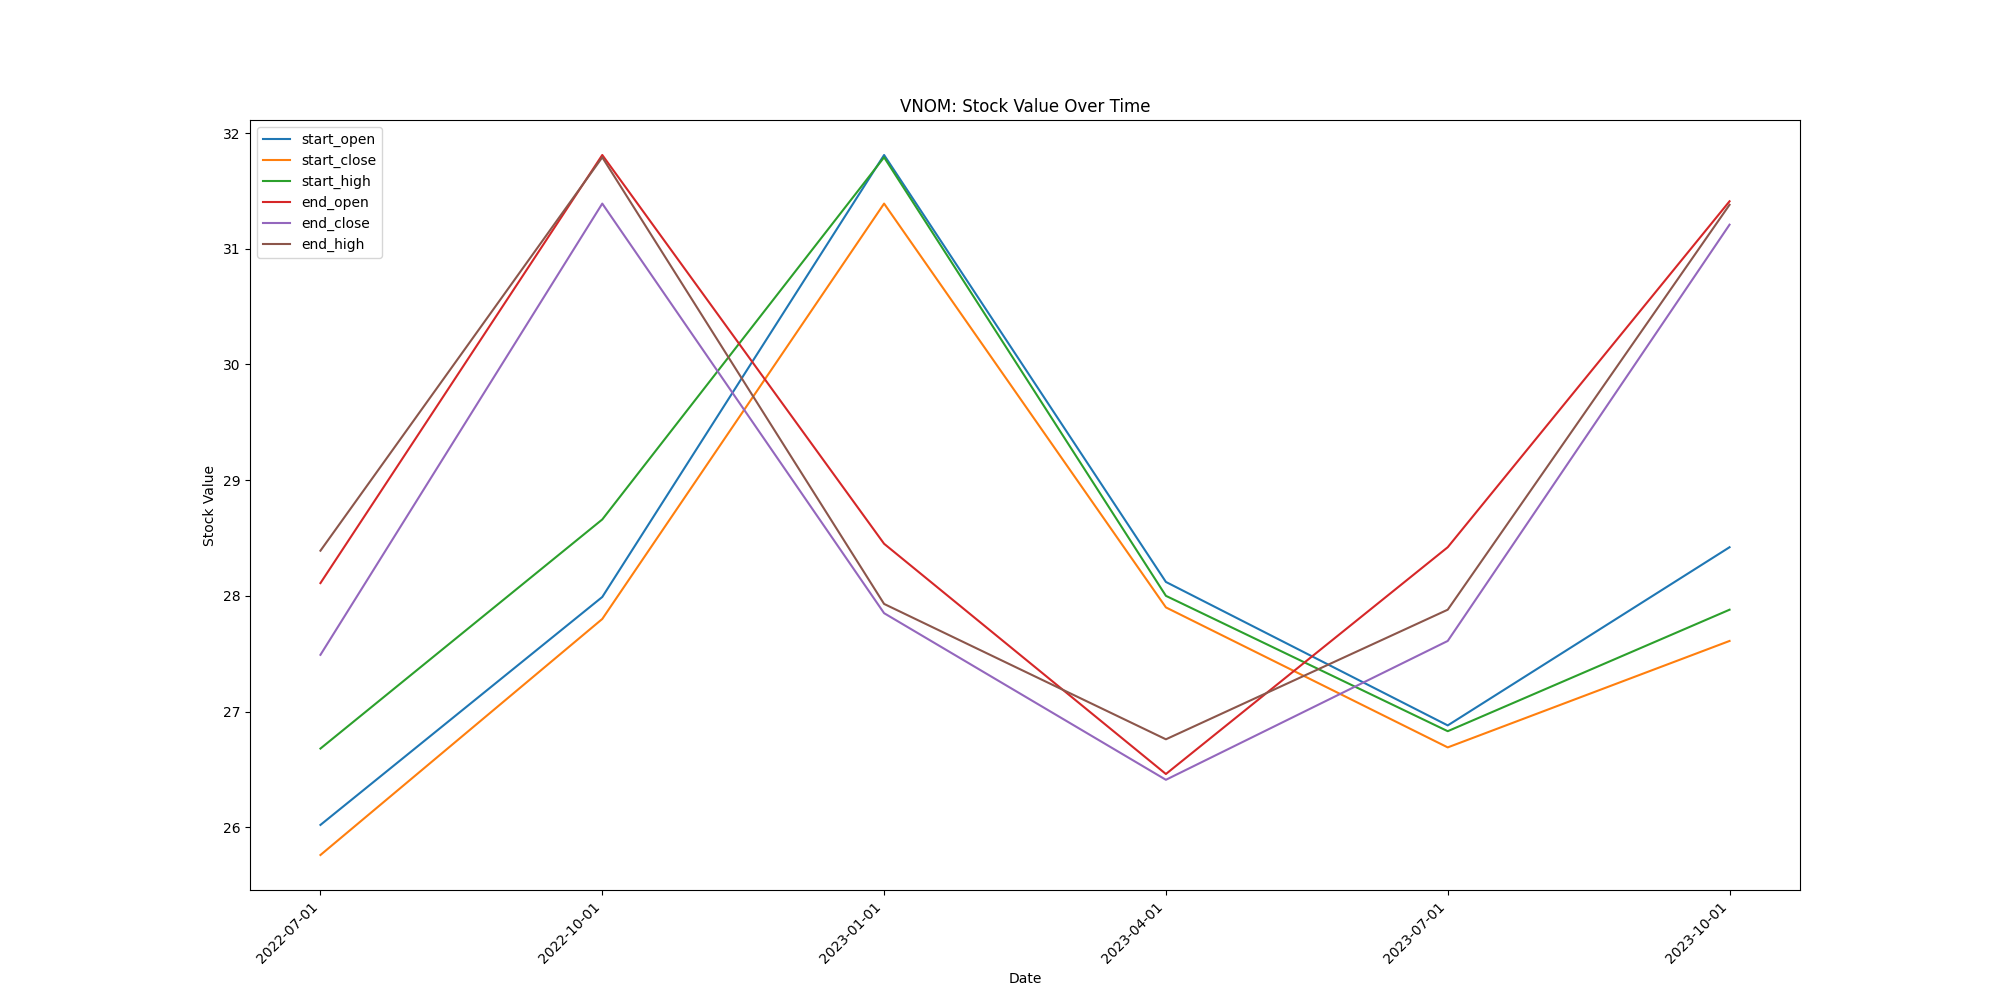 VNOM: Stock Value Over Time
32
31
30
29
28
27
26
Stock Value
start_open
start_close
start_high
end_open
end_close
end_high
2022-07-01
2022-10-01
2023-01-01
2023-04-01
2023-07-01
2023-10-01
Date